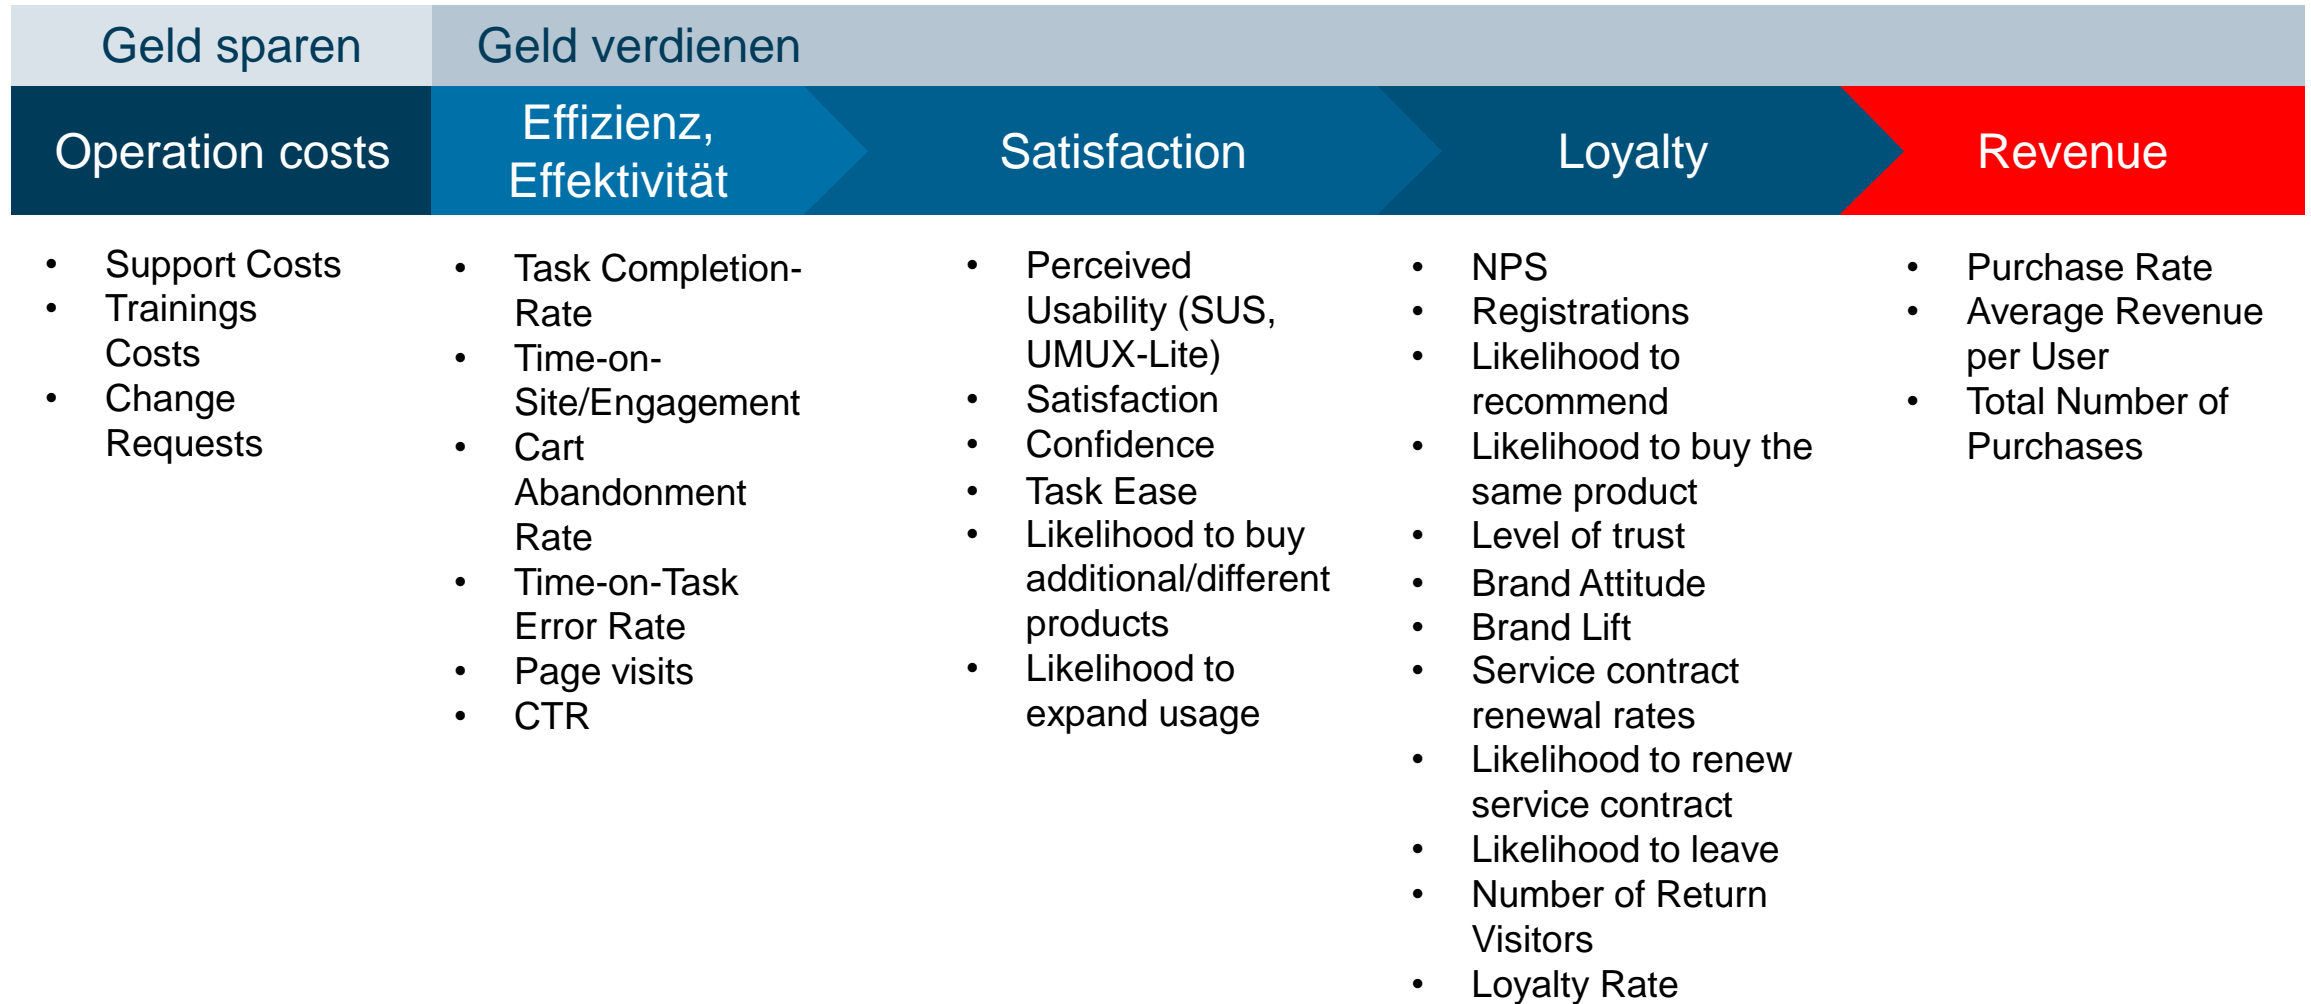 Geld sparen
Geld verdienen
Operation costs
Effizienz,
Effektivität
Satisfaction
Loyalty
Revenue
• Support Costs
• Trainings
Costs
• Change
Requests
• Task Completion-
Rate
• Time-on-
Site/Engagement
• Cart
Abandonment
Rate
• Time-on-Task
Error Rate
• Page visits
• CTR
• Perceived
Usability (SUS,
UMUX-Lite)
• Satisfaction
• Confidence
• Task Ease
• Likelihood to buy
additional/different
products
• Likelihood to
expand usage
• NPS
• Registrations
• Likelihood to
recommend
• Likelihood to buy the
same product
• Level of trust
• Brand Attitude
• Brand Lift
• Service contract
renewal rates
• Likelihood to renew
service contract
• Likelihood to leave
• Number of Return
Visitors
• Loyalty Rate
• Purchase Rate
• Average Revenue
per User
• Total Number of
Purchases